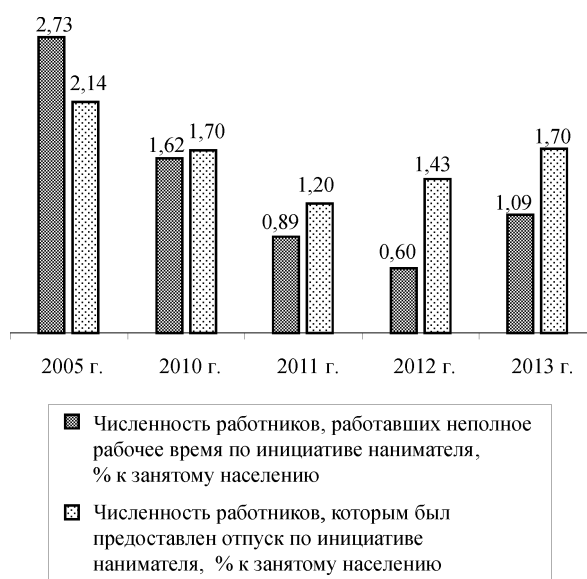 2,73
2,14
1,62
1,70
0,89
1,20
0,60
1,43
1,09
1,70
2005 г. 2010 г. 2011 г. 2012 г. 2013 г.
Численность работников, работавших неполное
рабочее время по инициативе нанимателя,
% к занятому населению
Численность работников, которым был
предоставлен отпуск по инициативе
нанимателя, % к занятому населению